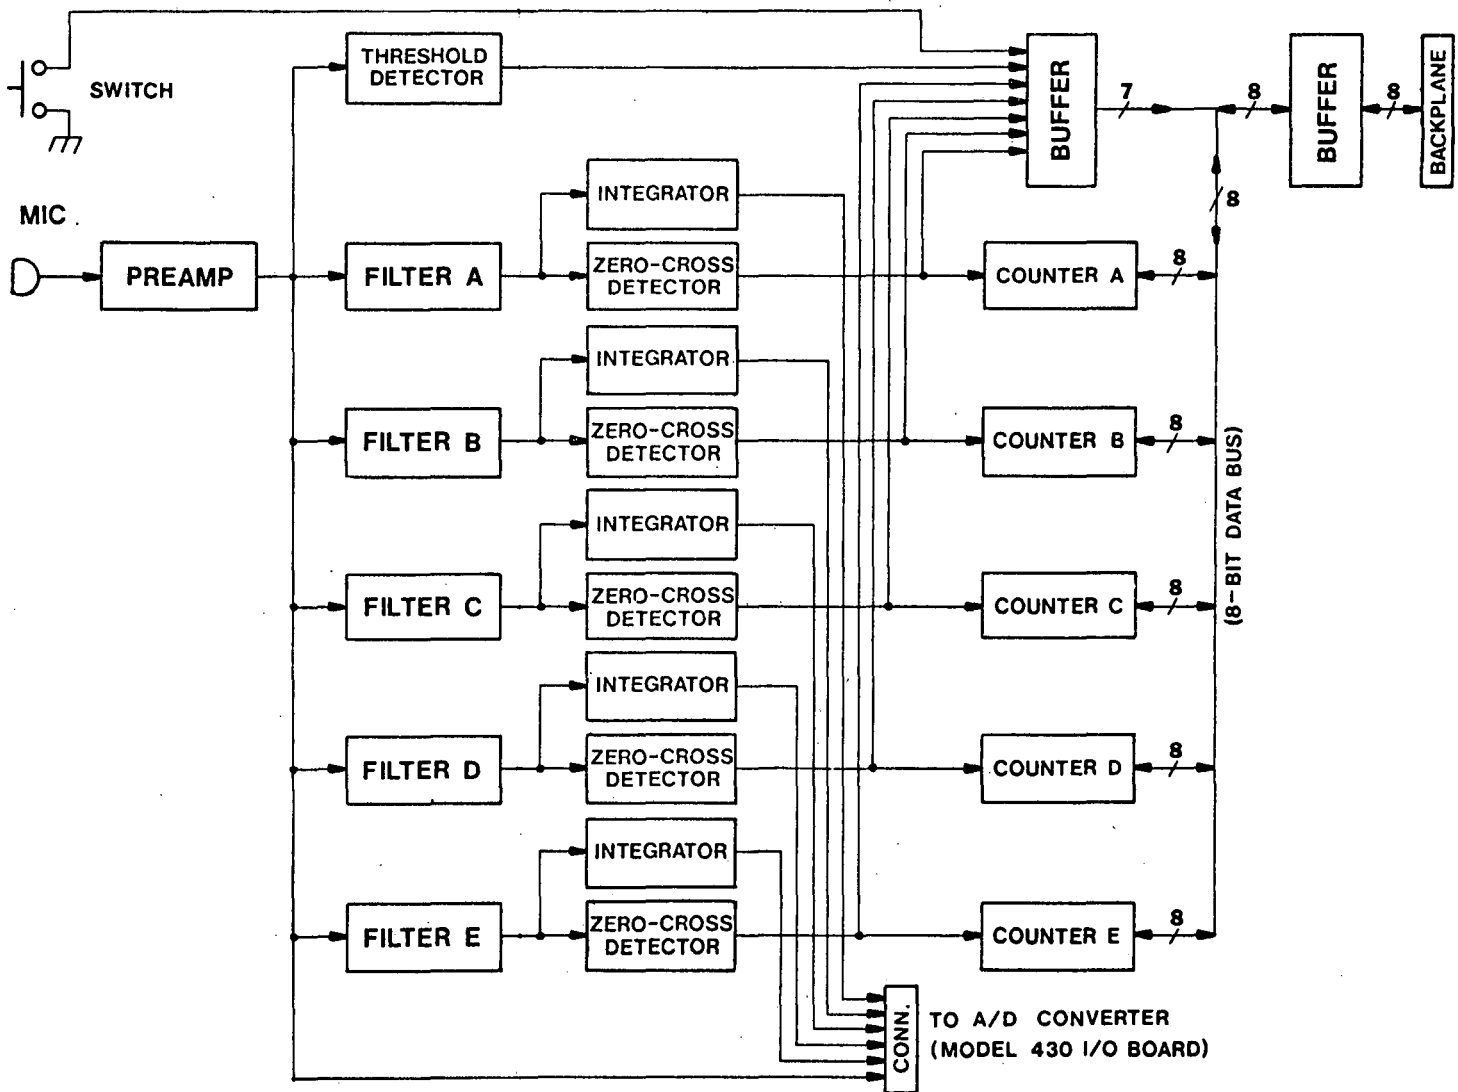 SWITCH
THRESHOLD
DETECTOR
BUFFER
7
8
BUFFER
8
BACKPLANE
8
MIC
PREAMP
FILTER A
INTEGRATOR
ZERO-CROSS
DETECTOR
COUNTER A
8
FILTER B
INTEGRATOR
ZERO-CROSS
DETECTOR
COUNTER B
8
(8-BIT DATA BUS)
FILTER C
INTEGRATOR
ZERO-CROSS
DETECTOR
COUNTER C
8
FILTER D
INTEGRATOR
ZERO-CROSS
DETECTOR
COUNTER D
8
FILTER E
INTEGRATOR
ZERO-CROSS
DETECTOR
COUNTER E
8
CONN.
TO A/D CONVERTER
(MODEL 430 I/O BOARD)